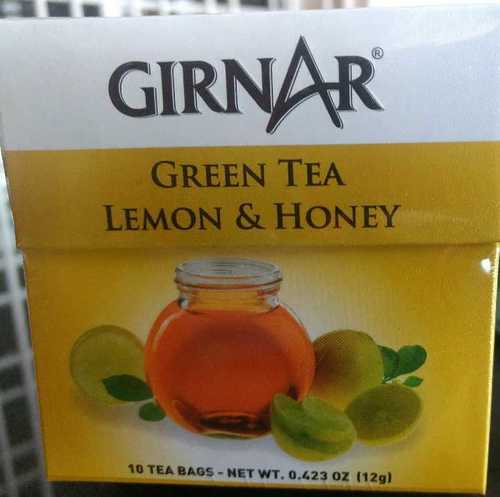 GIRNAR®
GREEN TEA
LEMON & HONEY
10 TEA BAGS - NET WT. 0.423 OZ (12g)